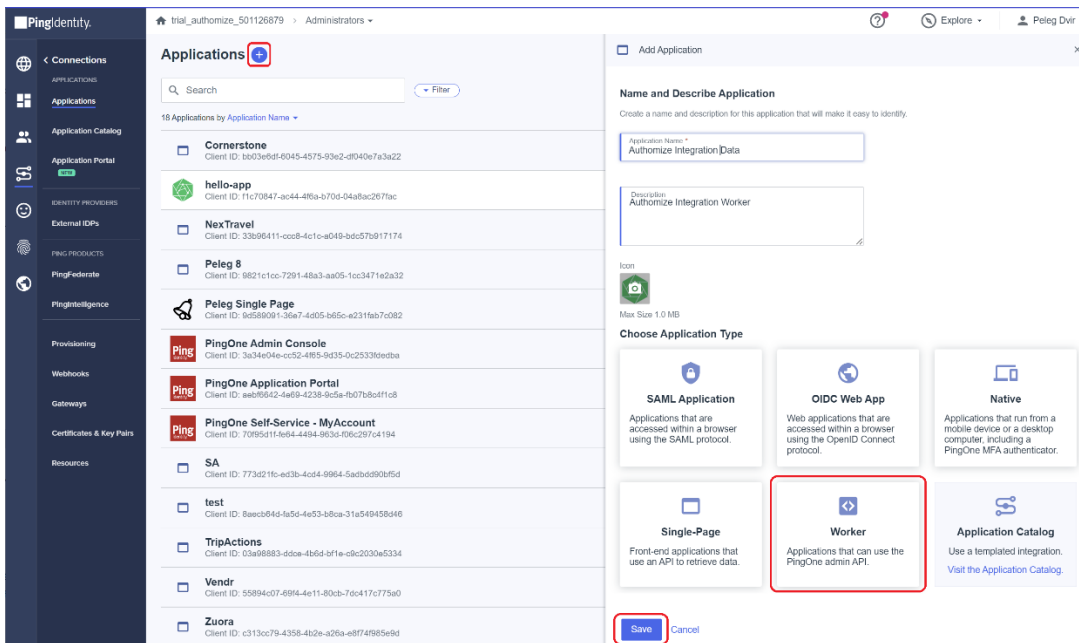 PingIdentity.
trial_authomize_501126879 > Administrators
Explore
Peleg Dvir
Connections
APPLICATIONS
Applications
Application Catalog
Application Portal
IDENTITY PROVIDERS
External IDPs
PING PRODUCTS
PingFederate
PingIntelligence
Provisioning
Webhooks
Gateways
Certificates & Key Pairs
Resources
Applications
Search
Filter
18 Applications by Application Name
Cornerstone
Client ID: bb03e6df-6045-4575-93e2-df040e7a3a22
hello-app
Client ID: f1c70847-ac44-4f6a-b70d-04a8ac267fac
NexTravel
Client ID: 33b96411-ccc8-4c1c-a049-bdc57b917174
Peleg 8
Client ID: 9821c1cc-7291-48a3-aa05-1cc3471e2a32
Peleg Single Page
Client ID: 9d589091-36e7-4d05-b65c-e231fab7c082
Ping
PingOne Admin Console
Client ID: 3a34e04e-cc52-4f65-9d35-0c2533fdedba
Ping
PingOne Application Portal
Client ID: aebf6642-4e69-4238-9c5a-fb07b8c4f1c8
Ping
PingOne Self-Service - MyAccount
Client ID: 70f95d1f-fe64-4494-963d-f06c297c4194
SA
Client ID: 773d21fc-ed3b-4cd4-9964-5adbdd90bf5d
test
Client ID: 8aecb64d-fa5d-4e53-b8ca-31a549458d46
TripActions
Client ID: 03a98883-ddce-4b6d-bf1e-c9c2030e5334
Vendr
Client ID: 55894c07-69f4-4e11-80cb-7dc417c775a0
Zuora
Client ID: c313cc79-4358-4b2e-a26a-e8f74f985e9d
Add Application
Name and Describe Application
Create a name and description for this application that will make it easy to identify.
Application Name *
Authomize Integration Data
Description
Authomize Integration Worker
Icon
Max Size 1.0 MB
Choose Application Type
SAML Application
Applications that are
accessed within a browser
using the SAML protocol.
OIDC Web App
Web applications that are
accessed within a browser
using the OpenID Connect
protocol.
Native
Applications that run from a
mobile device or a desktop
computer, including a
PingOne MFA authenticator.
Single-Page
Front-end applications that
use an API to retrieve data.
Worker
Applications that can use the
PingOne admin API.
Application Catalog
Use a templated integration.
Visit the Application Catalog.
Save
Cancel